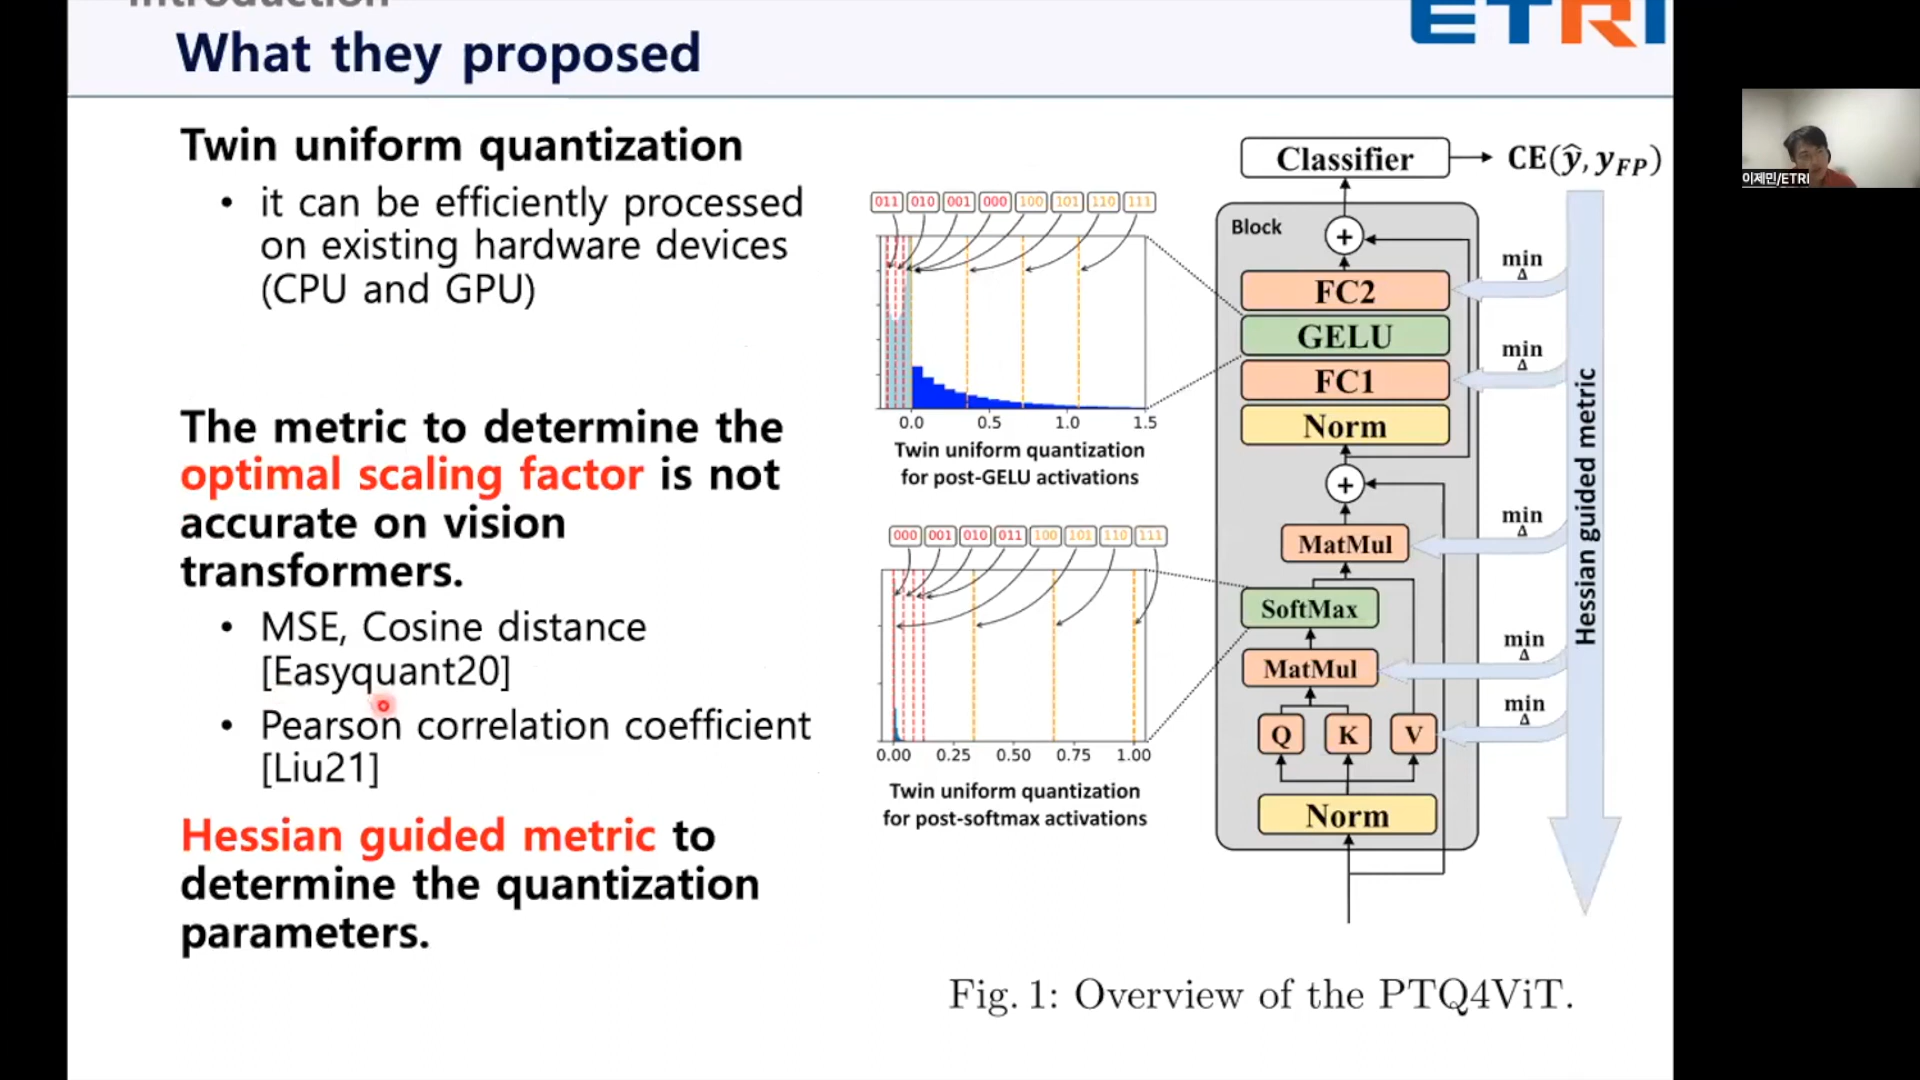 Introduction
ETRI
What they proposed
Twin uniform quantization
• it can be efficiently processed
on existing hardware devices
(CPU and GPU)
The metric to determine the
optimal scaling factor is not
accurate on vision
transformers.
• MSE, Cosine distance
[Easyquant20]
• Pearson correlation coefficient
[Liu21]
Hessian guided metric to
determine the quantization
parameters.
011 010 001 000 100 101 110 111
0.0 0.5 1.0 1.5
Twin uniform quantization
for post-GELU activations
000 001 010 011 100 101 110 111
0.00 0.25 0.50 0.75 1.00
Twin uniform quantization
for post-softmax activations
Classifier
CE(ŷ, y_FP)
Block
+
FC2
GELU
FC1
Norm
+
MatMul
SoftMax
MatMul
Q K V
Norm
min
Δ
min
Δ
min
Δ
min
Δ
min
Δ
Hessian guided metric
Fig. 1: Overview of the PTQ4ViT.
이제민/ETRI